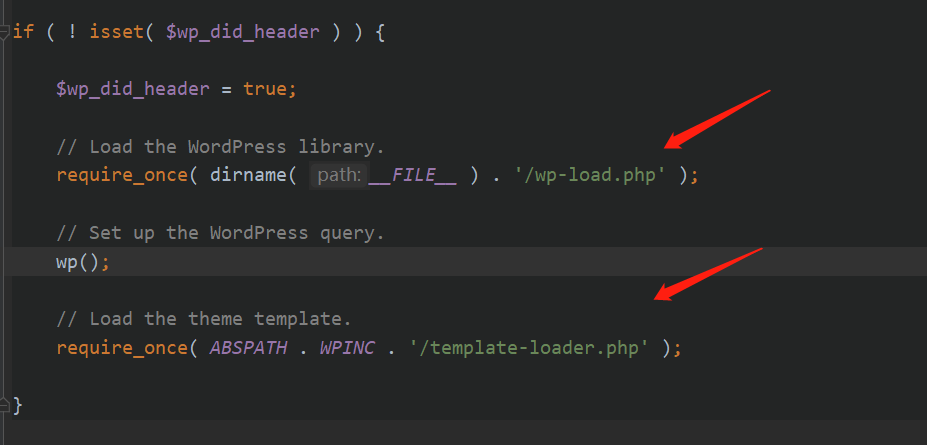 if ( ! isset( $wp_did_header ) ) {
$wp_did_header = true;
// Load the WordPress library.
require_once( dirname( path: __FILE__ ) . '/wp-load.php' );
// Set up the WordPress query.
wp();
// Load the theme template.
require_once( ABSPATH . WPINC . '/template-loader.php' );
}